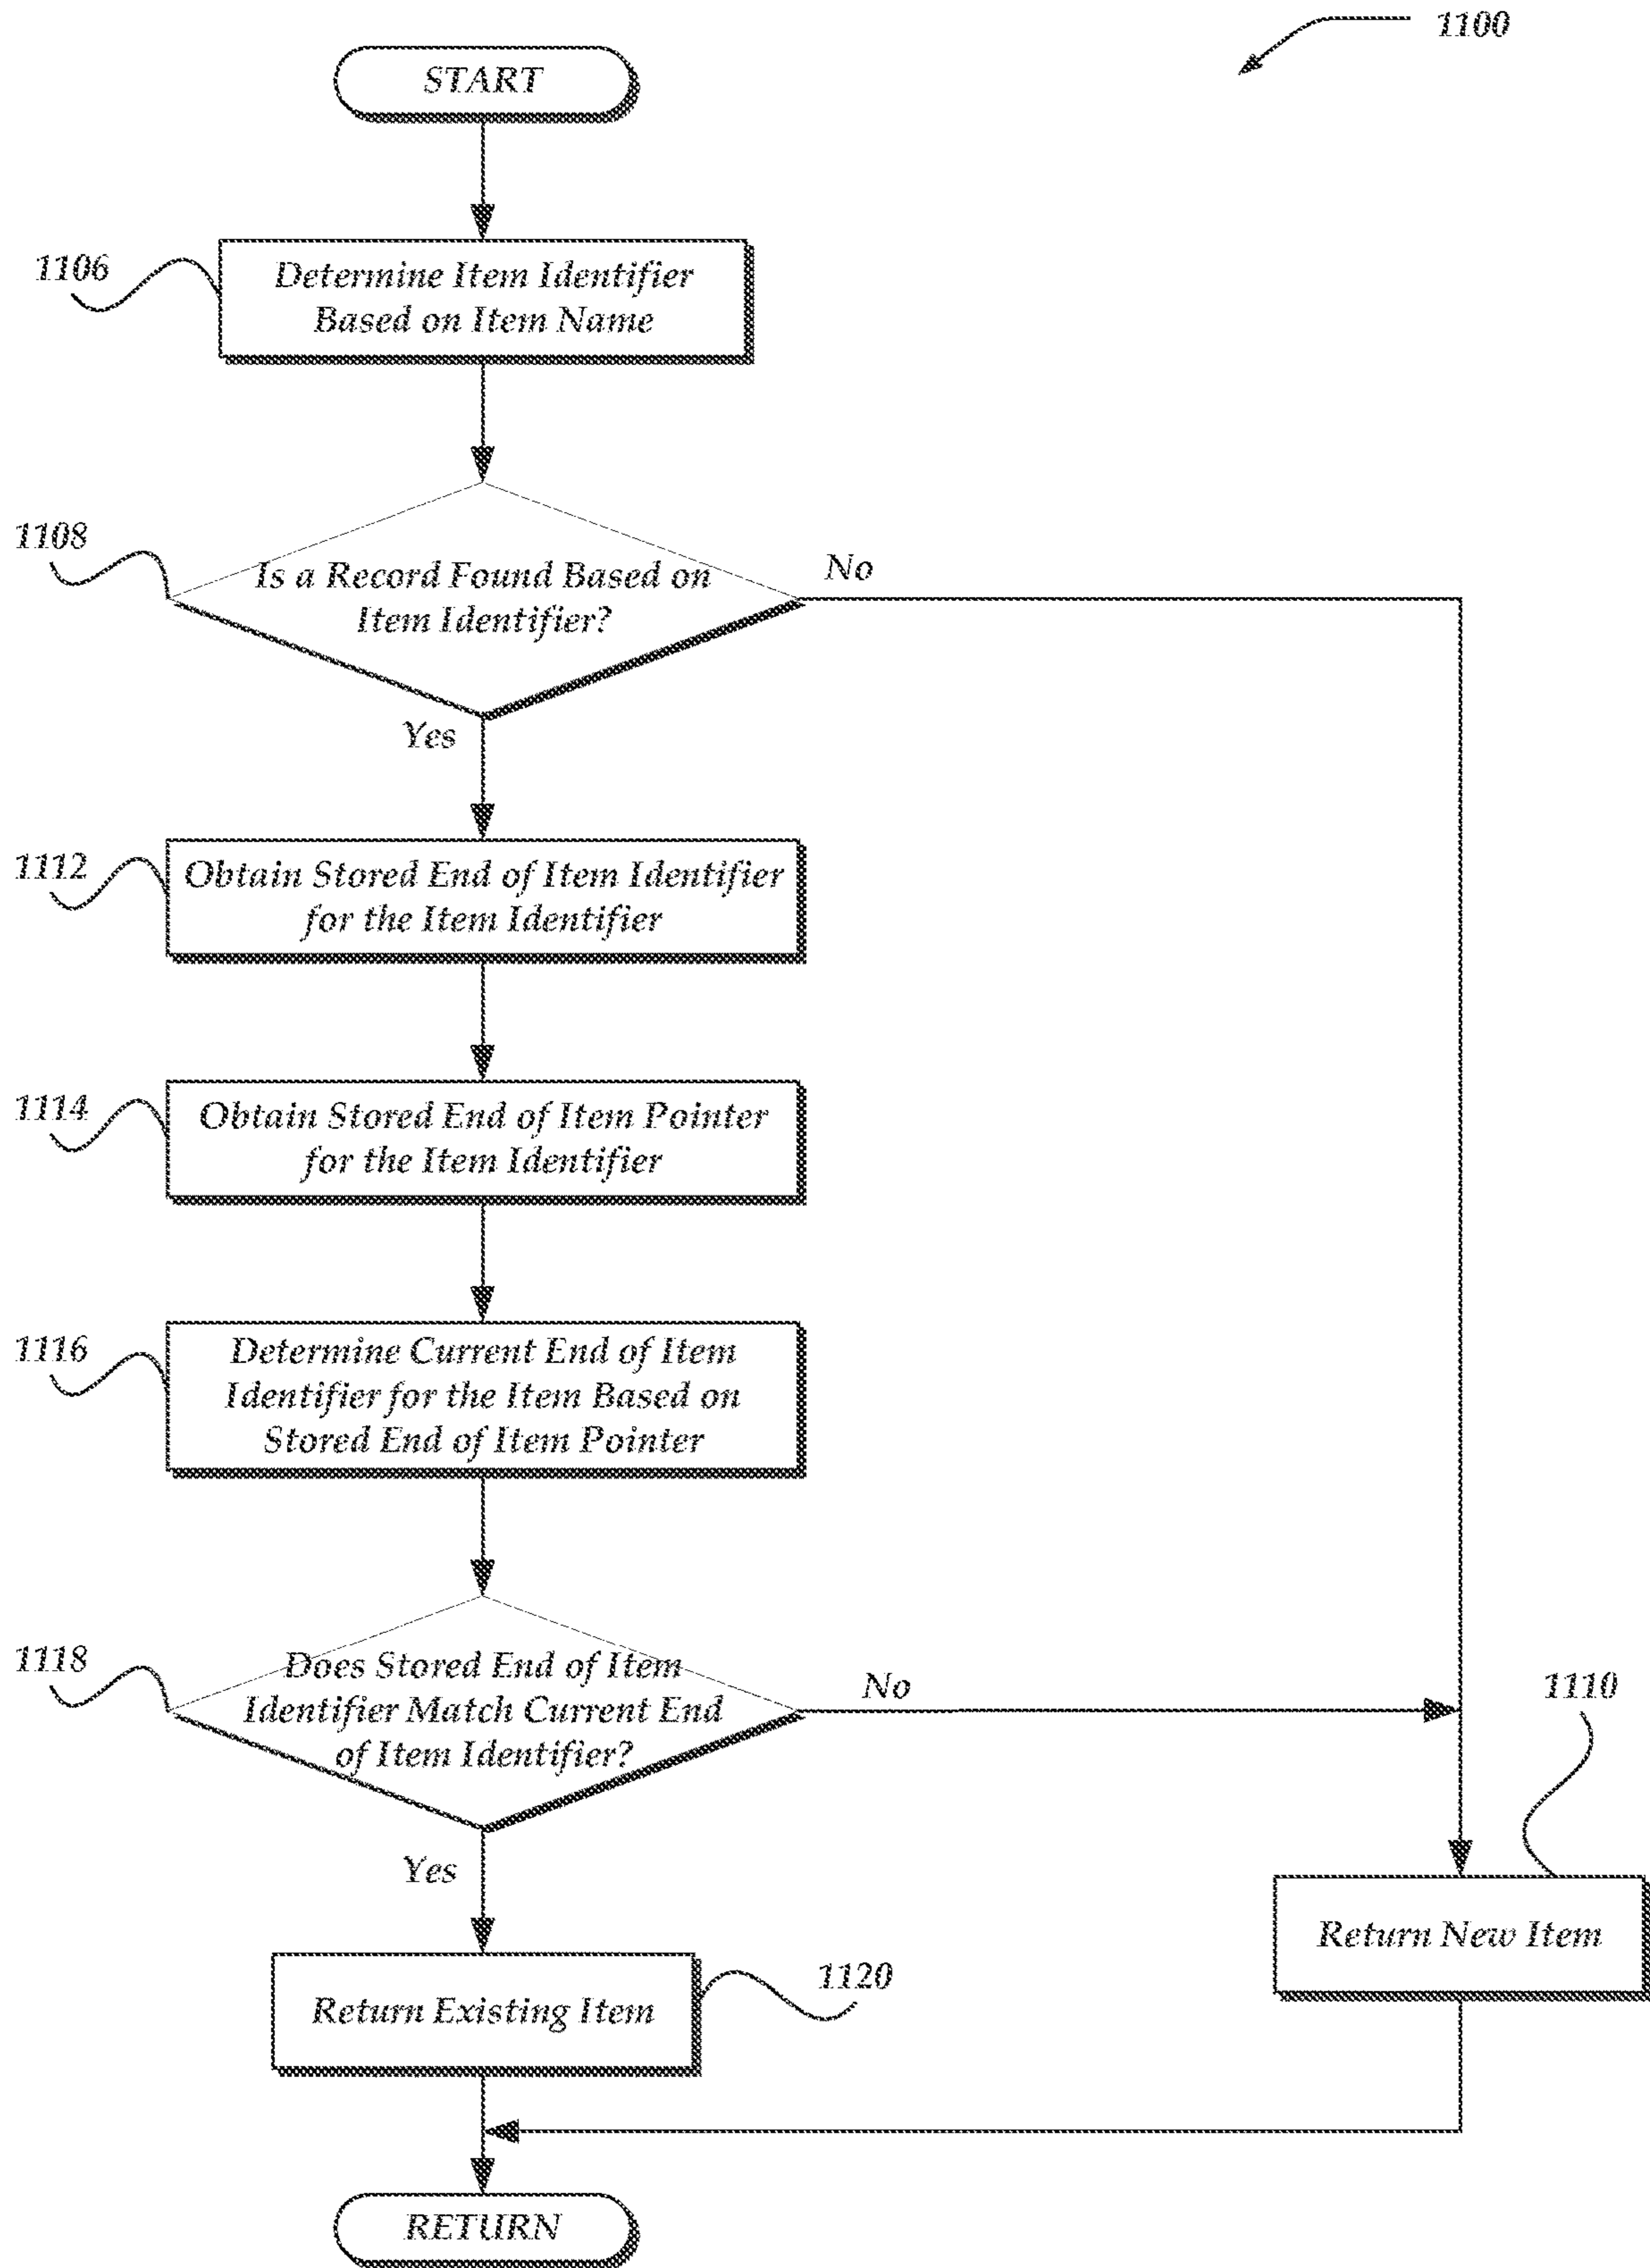 1100
START
1106
Determine Item Identifier
Based on Item Name
1108
Is a Record Found Based on
Item Identifier?
No
Yes
1112
Obtain Stored End of Item Identifier
for the Item Identifier
1114
Obtain Stored End of Item Pointer
for the Item Identifier
1116
Determine Current End of Item
Identifier for the Item Based on
Stored End of Item Pointer
1118
Does Stored End of Item
Identifier Match Current End
of Item Identifier?
No
1110
Yes
Return New Item
Return Existing Item
1120
RETURN